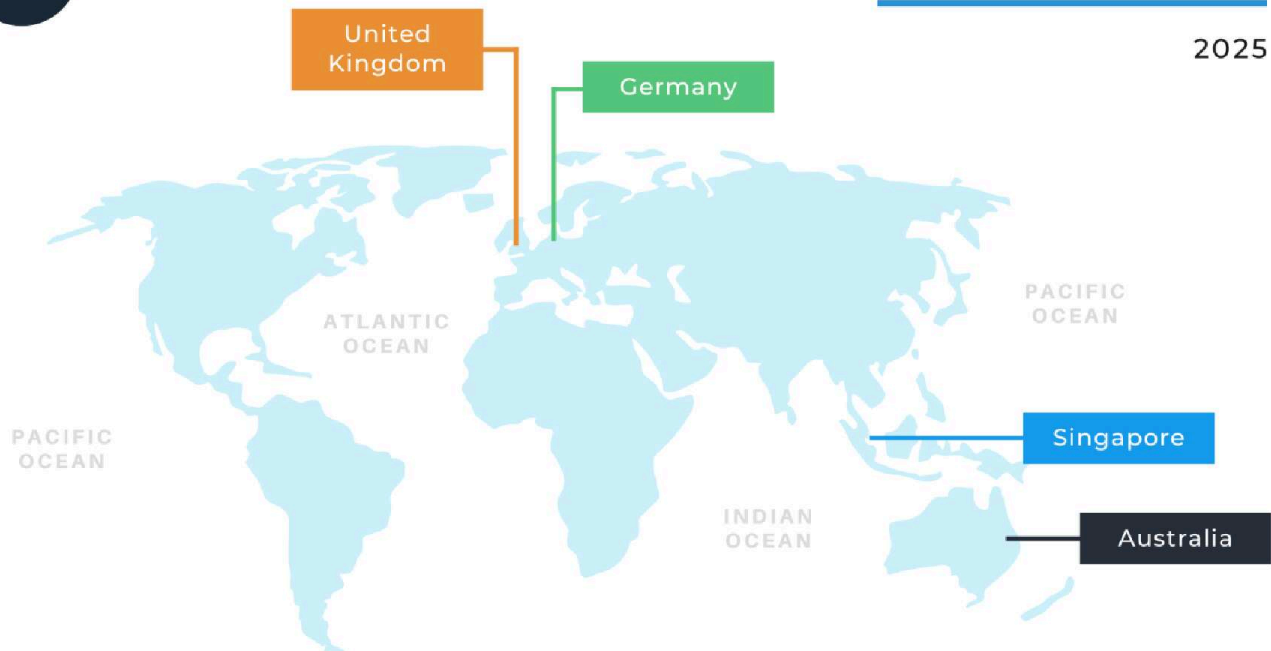 United
Kingdom
2025
Germany
PACIFIC
OCEAN
ATLANTIC
OCEAN
PACIFIC
OCEAN
Singapore
INDIAN
OCEAN
Australia